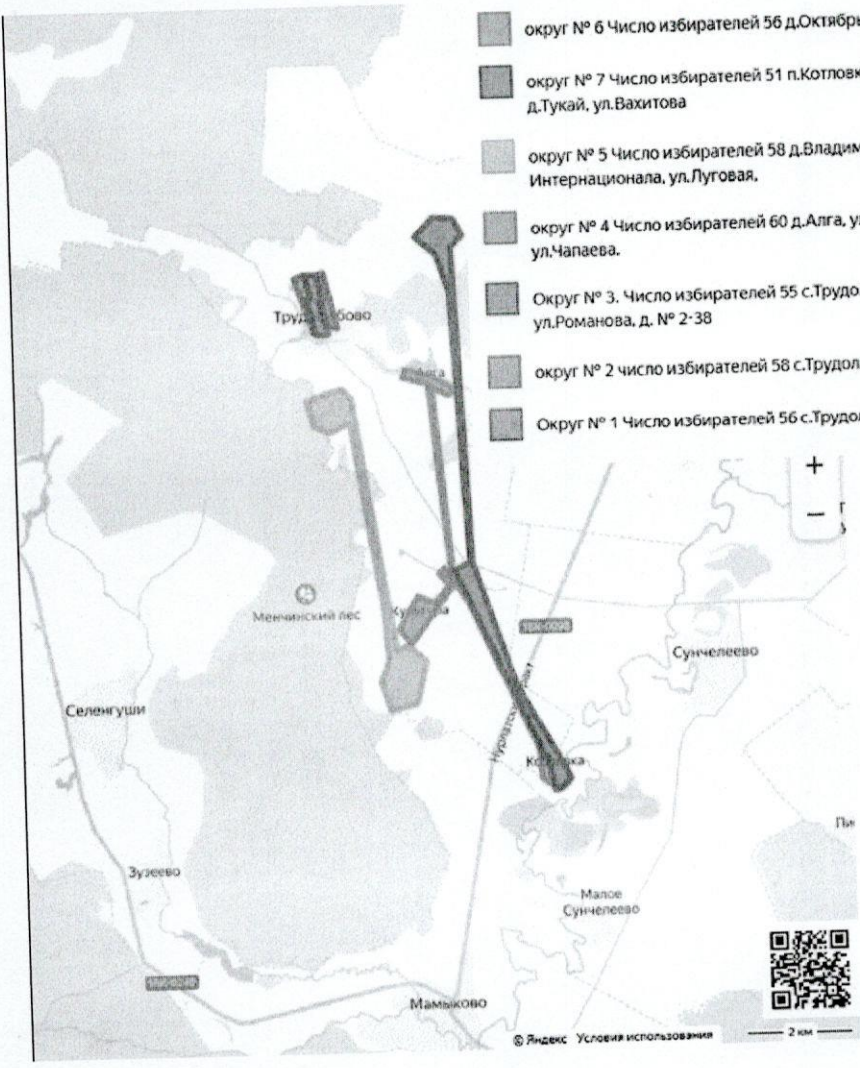 округ № 6 Число избирателей 56 д.Октябрь
округ № 7 Число избирателей 51 п.Котловк
д.Тукай, ул.Вахитова
округ № 5 Число избирателей 58 д.Владим
Интернационала, ул.Луговая,
округ № 4 Число избирателей 60 д.Алга, у
ул.Чапаева.
Округ № 3. Число избирателей 55 с.Трудо
ул.Романова, д. № 2-38
округ № 2 число избирателей 58 с.Трудол
Округ № 1 Число избирателей 56 с.Трудол
+
−
Менчинский лес
Сунчелеево
Селенгуши
Зузеево
Малое
Сунчелеево
Мамыково
© Яндекс Условия использования
2 км